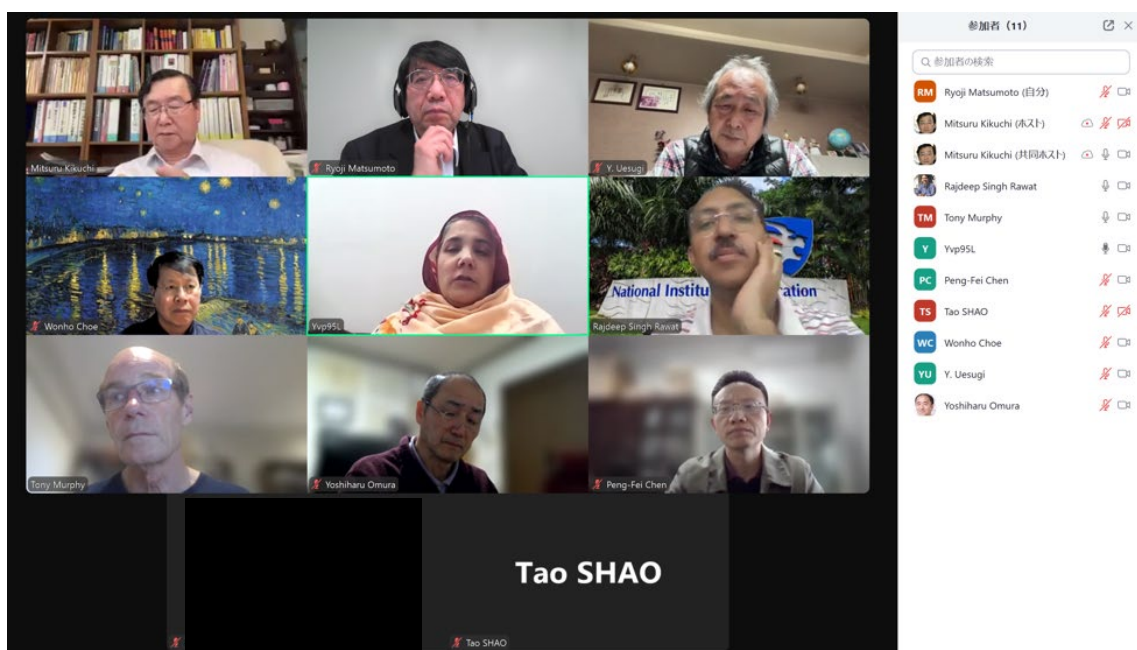 Mitsuru Kikuchi
Ryoji Matsumoto
Y. Uesugi
Wonho Choe
Yvp95L
National Institu
ation
Rajdeep Singh Rawat
Tony Murphy
Yoshiharu Omura
Peng-Fei Chen
Tao SHAO
Tao SHAO
参加者 (11)
参加者の検索
RM Ryoji Matsumoto (自分)
Mitsuru Kikuchi (ホスト)
Mitsuru Kikuchi (共同ホスト)
Rajdeep Singh Rawat
TM Tony Murphy
Y Yvp95L
PC Peng-Fei Chen
TS Tao SHAO
WC Wonho Choe
YU Y. Uesugi
Yoshiharu Omura